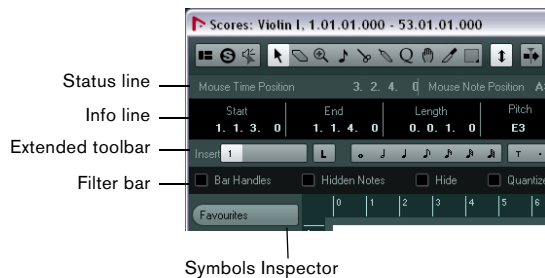 Scores: Violin I, 1.01.01.000 - 53.01.01.000
Status line
Mouse Time Position 3. 2. 4. 0 Mouse Note Position
Info line
Start End Length Pitch
1. 1. 3. 0 1. 1. 4. 0 0. 0. 1. 0 E3
Extended toolbar
Insert 1 L T
Filter bar
Bar Handles Hidden Notes Hide Quantize
0 1 2 3 4 5 6
Favourites
Symbols Inspector